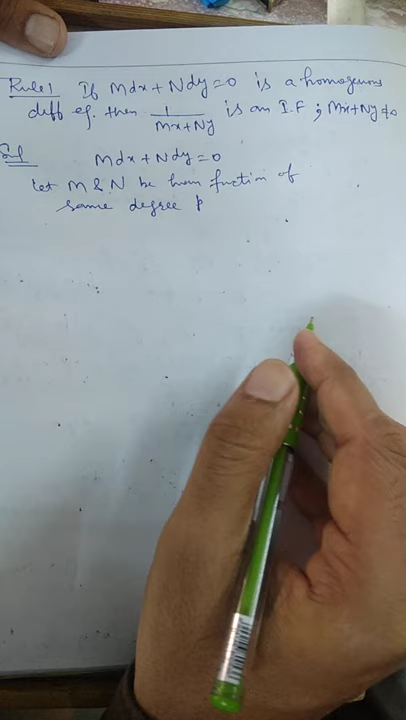 Rule 1 If Mdx + Ndy = 0 is a homogenous
diff eq. then 1/(Mx+Ny) is an I.F ; Mx+Ny≠0
Sol Mdx + Ndy = 0
Let M & N be hom fuction of
same degree p